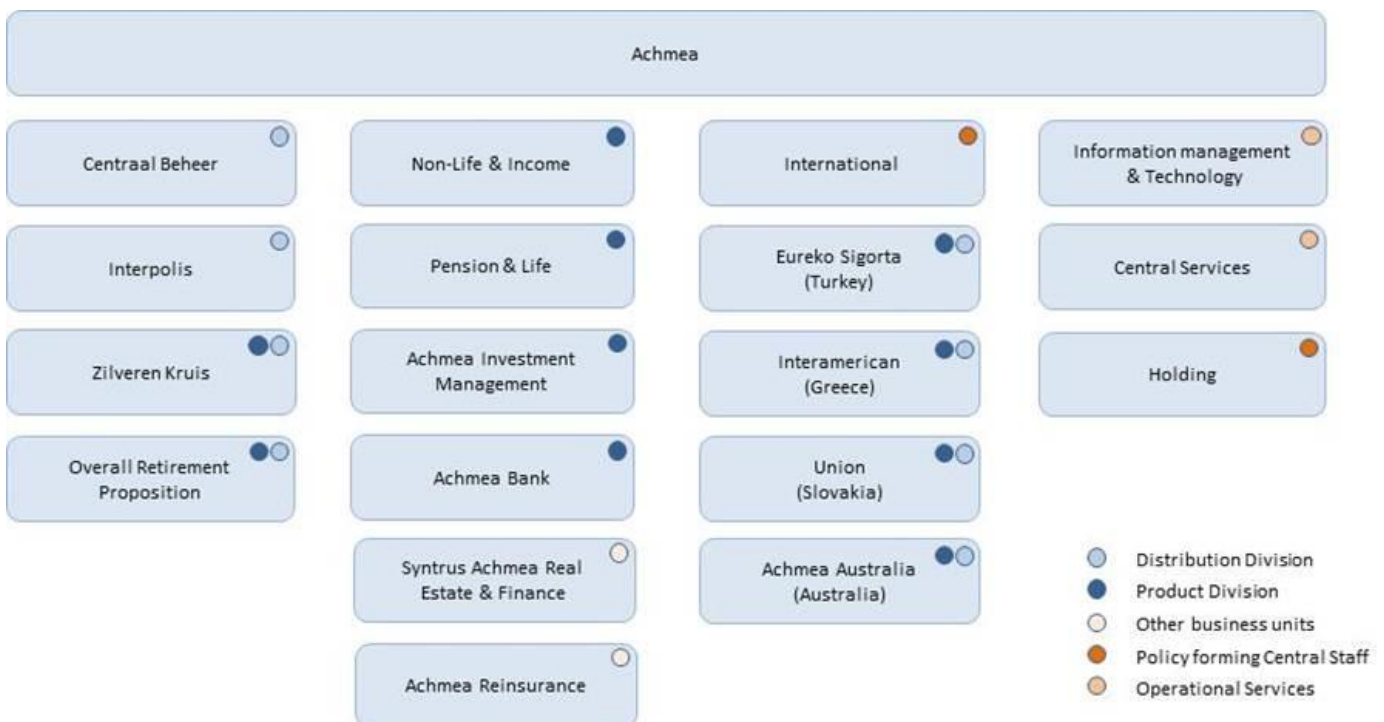 Achmea
Centraal Beheer
Interpolis
Zilveren Kruis
Overall Retirement
Proposition
Non-Life & Income
Pension & Life
Achmea Investment
Management
Achmea Bank
Syntrus Achmea Real
Estate & Finance
Achmea Reinsurance
International
Eureko Sigorta
(Turkey)
Interamerican
(Greece)
Union
(Slovakia)
Achmea Australia
(Australia)
Information management
& Technology
Central Services
Holding
Distribution Division
Product Division
Other business units
Policy forming Central Staff
Operational Services